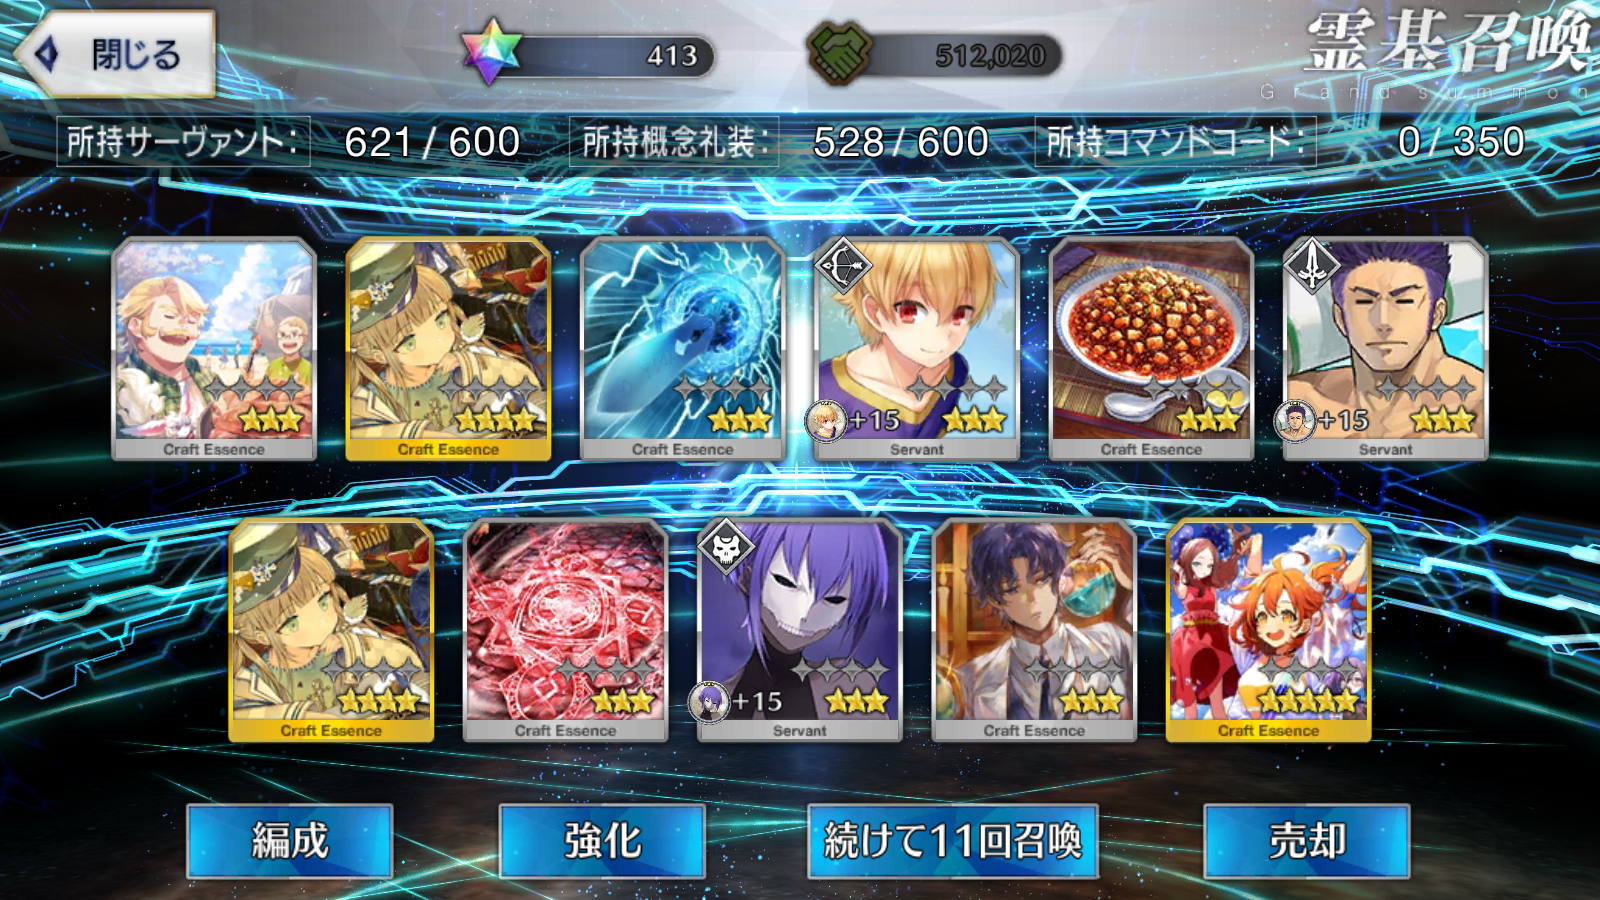 閉じる
413
512,020
霊基召喚
Grand summon
所持サーヴァント:
621 / 600
所持概念礼装:
528 / 600
所持コマンドコード:
0 / 350
Craft Essence
Craft Essence
Craft Essence
+15
Servant
Craft Essence
+15
Servant
Craft Essence
Craft Essence
+15
Servant
Craft Essence
Craft Essence
編成
強化
続けて11回召喚
売却